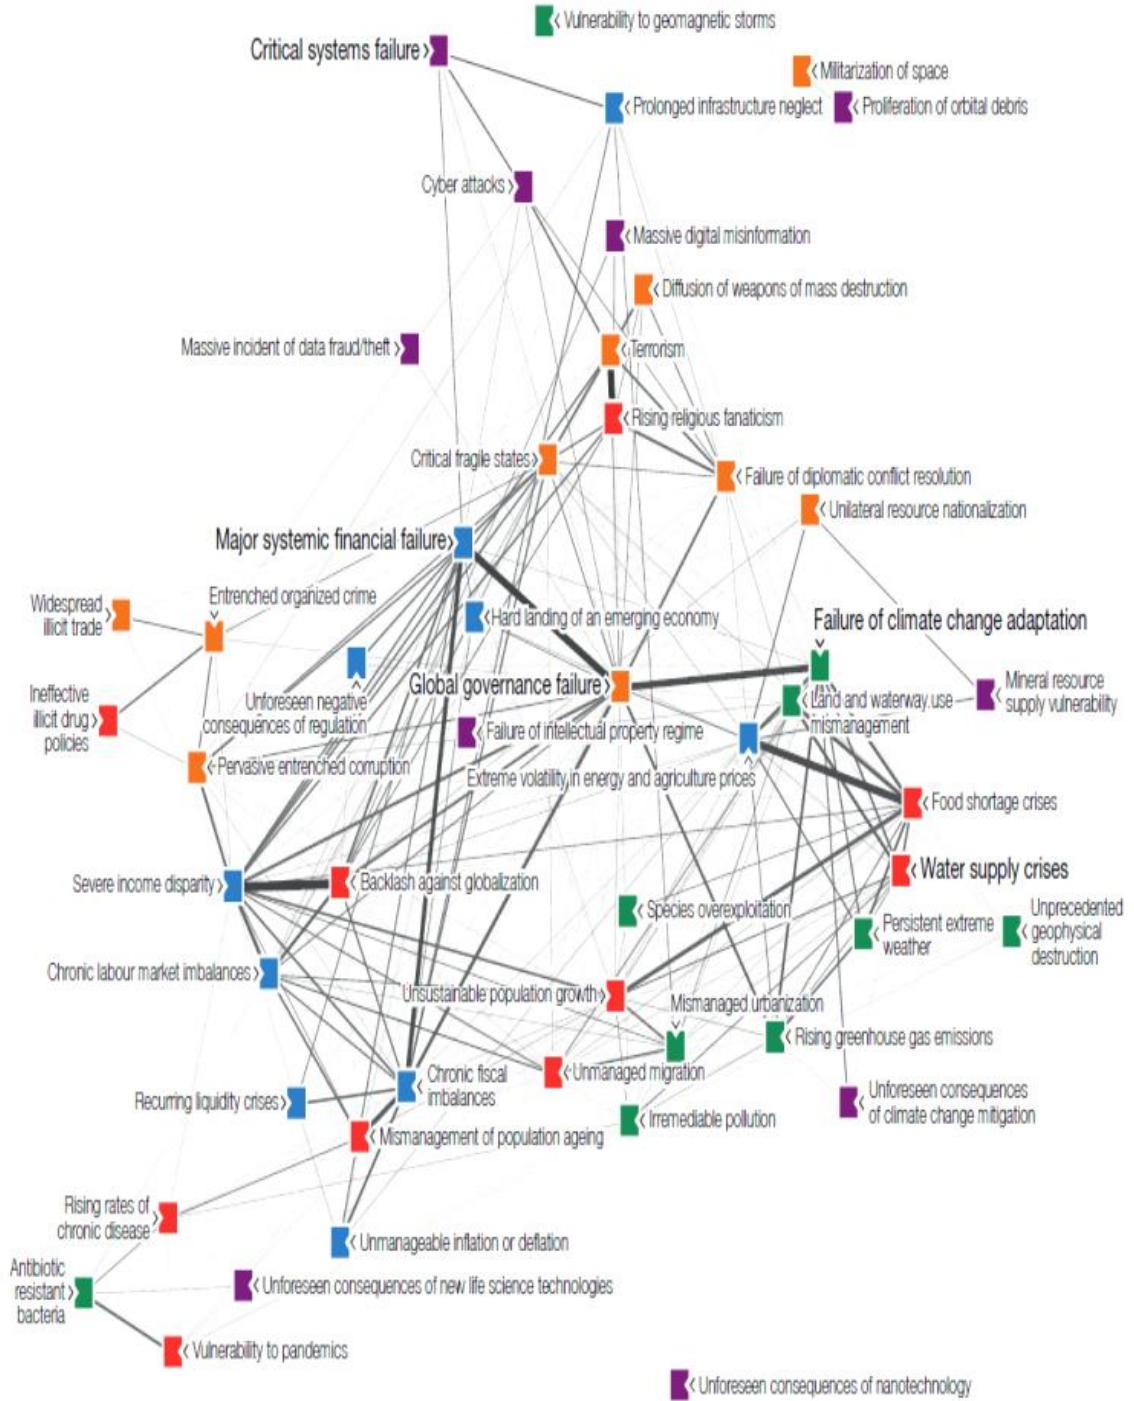 Vulnerability to geomagnetic storms
Critical systems failure
Militarization of space
Prolonged infrastructure neglect
Proliferation of orbital debris
Cyber attacks
Massive digital misinformation
Diffusion of weapons of mass destruction
Massive incident of data fraud/theft
Terrorism
Rising religious fanaticism
Critical fragile states
Failure of diplomatic conflict resolution
Unilateral resource nationalization
Major systemic financial failure
Entrenched organized crime
Widespread
illicit trade
Hard landing of an emerging economy
Failure of climate change adaptation
Global governance failure
Ineffective
illicit drug
policies
Unforeseen negative
consequences of regulation
Land and waterway use
mismanagement
Mineral resource
supply vulnerability
Failure of intellectual property regime
Pervasive entrenched corruption
Extreme volatility in energy and agriculture prices
Food shortage crises
Water supply crises
Severe income disparity
Backlash against globalization
Species overexploitation
Persistent extreme
weather
Unprecedented
geophysical
destruction
Chronic labour market imbalances
Unsustainable population growth
Mismanaged urbanization
Rising greenhouse gas emissions
Unmanaged migration
Chronic fiscal
imbalances
Recurring liquidity crises
Unforeseen consequences
of climate change mitigation
Irremediable pollution
Mismanagement of population ageing
Rising rates of
chronic disease
Unmanageable inflation or deflation
Antibiotic
resistant
bacteria
Unforeseen consequences of new life science technologies
Vulnerability to pandemics
Unforeseen consequences of nanotechnology